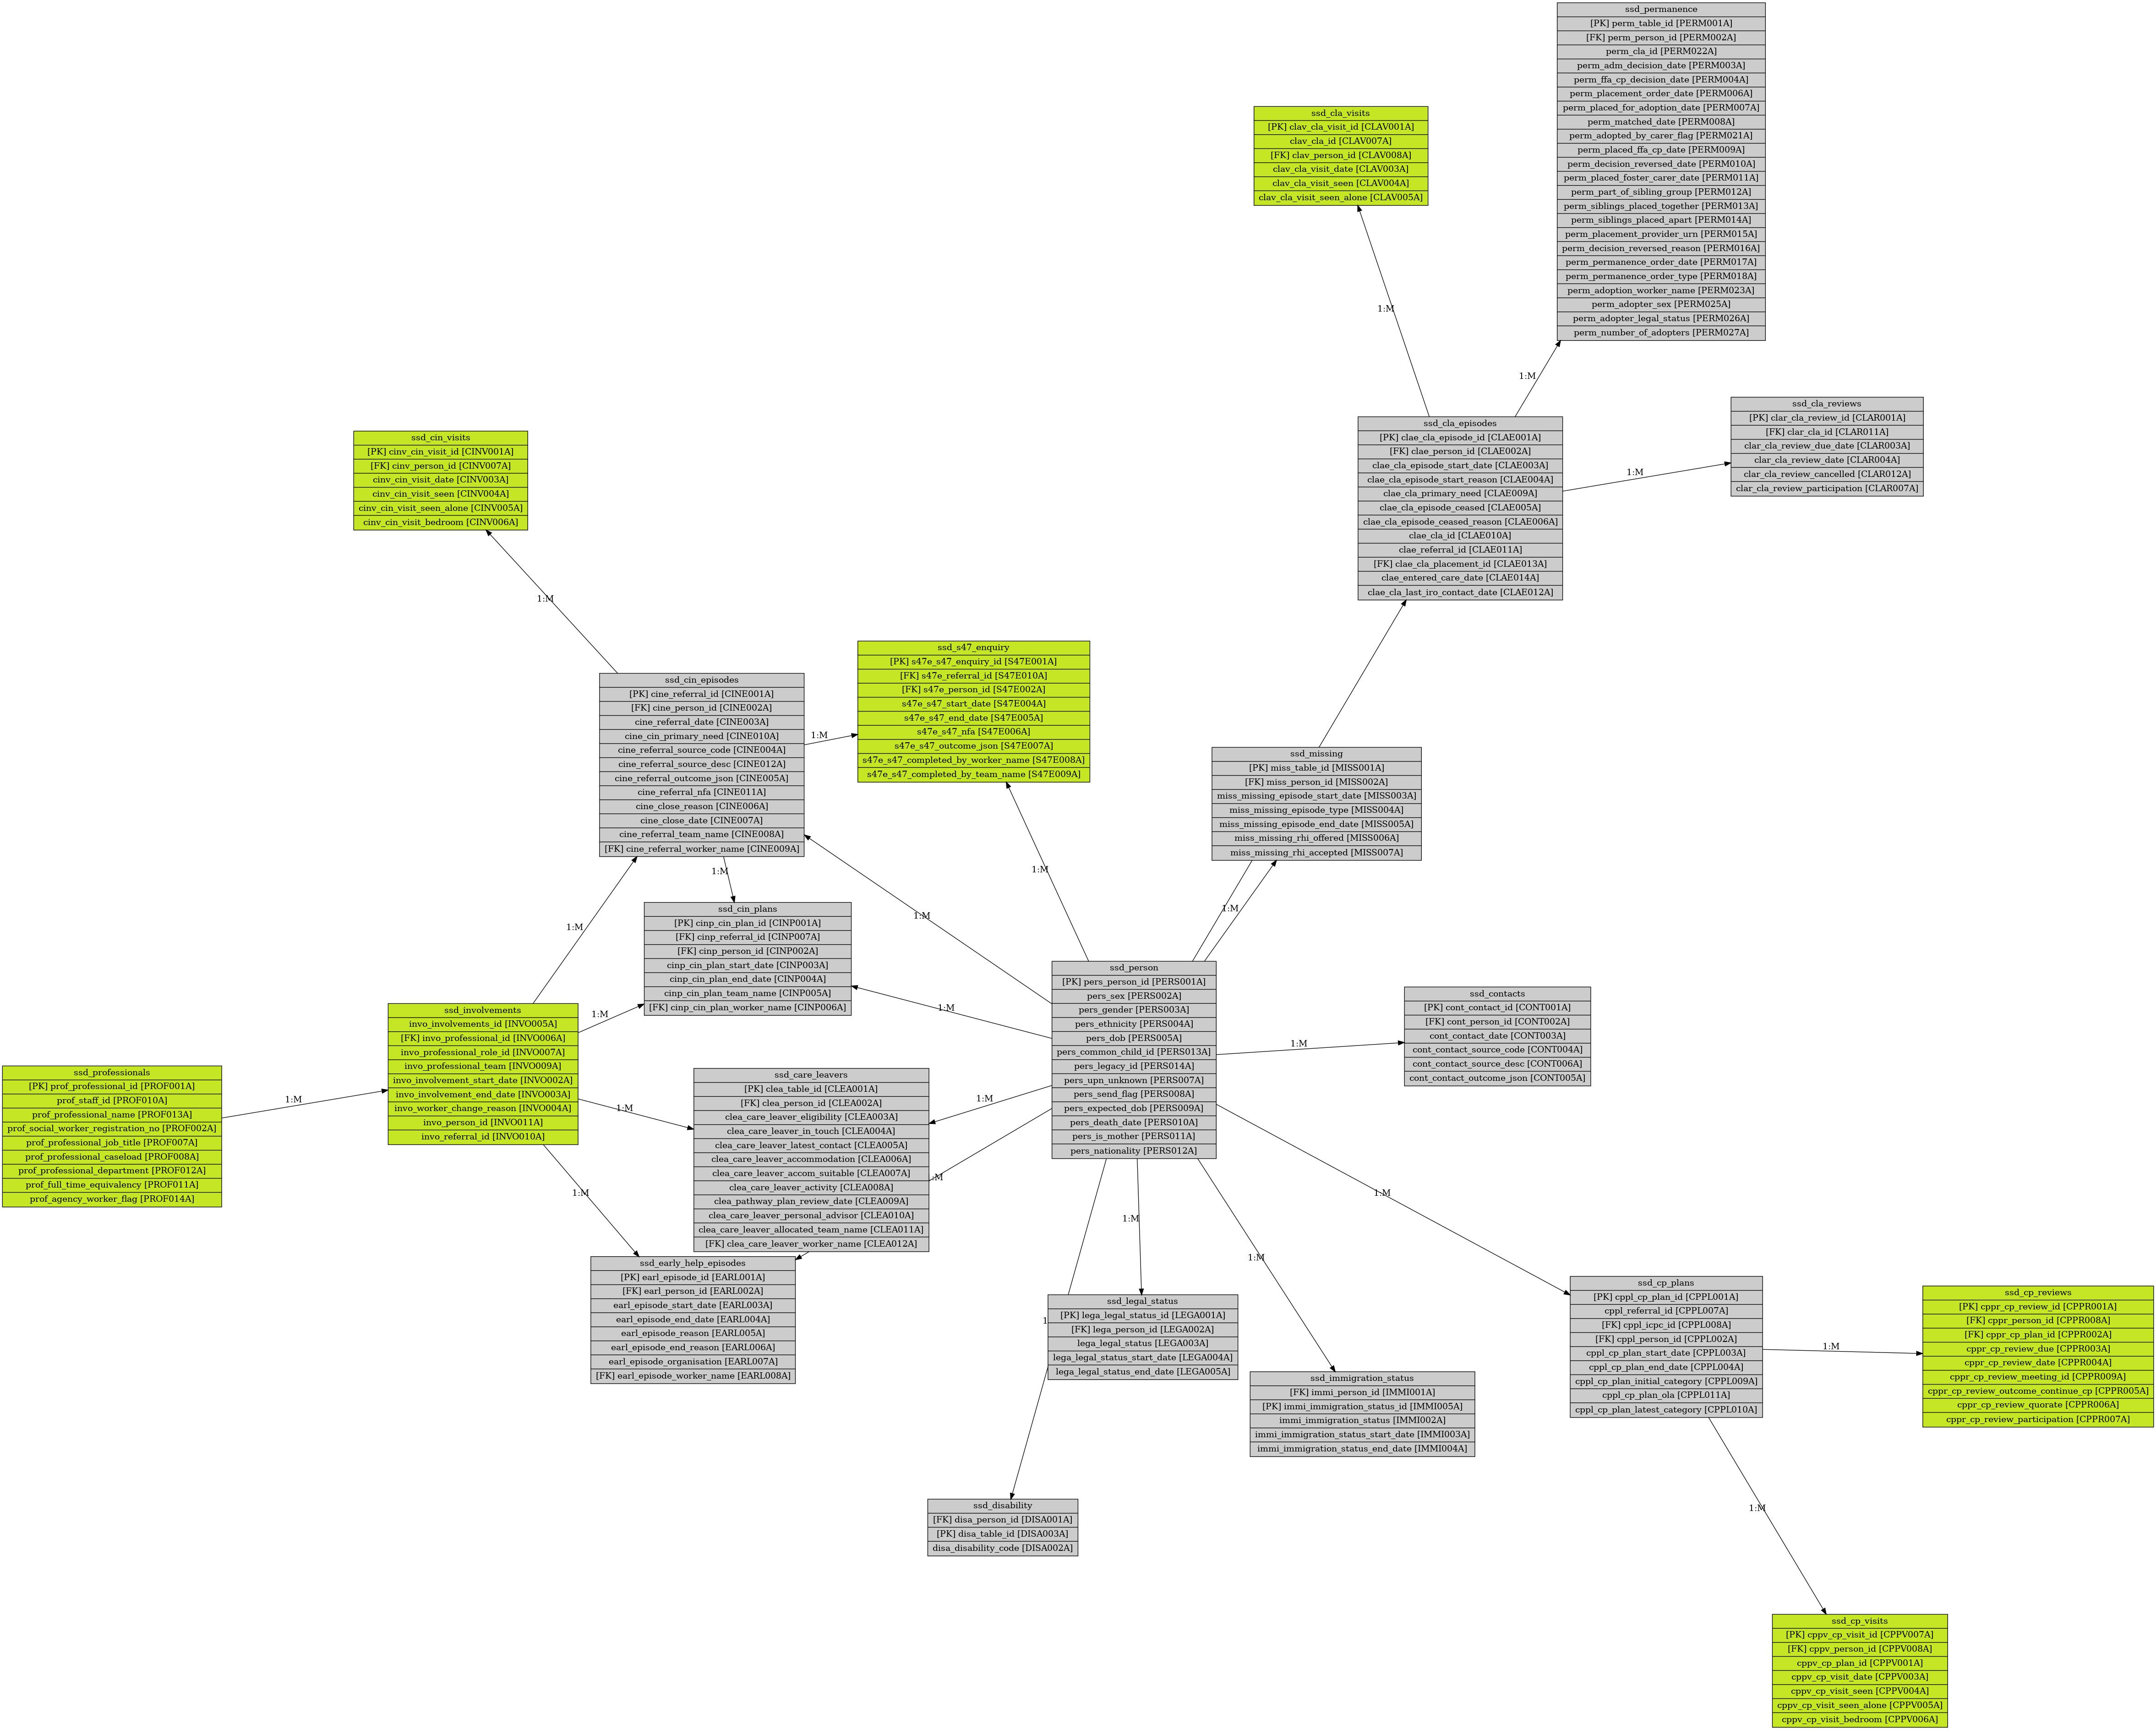 ssd_permanence
[PK] perm_table_id [PERM001A]
[FK] perm_person_id [PERM002A]
perm_cla_id [PERM022A]
perm_adm_decision_date [PERM003A]
perm_ffa_cp_decision_date [PERM004A]
perm_placement_order_date [PERM006A]
perm_placed_for_adoption_date [PERM007A]
perm_matched_date [PERM008A]
perm_adopted_by_carer_flag [PERM021A]
perm_placed_ffa_cp_date [PERM009A]
perm_decision_reversed_date [PERM010A]
perm_placed_foster_carer_date [PERM011A]
perm_part_of_sibling_group [PERM012A]
perm_siblings_placed_together [PERM013A]
perm_siblings_placed_apart [PERM014A]
perm_placement_provider_urn [PERM015A]
perm_decision_reversed_reason [PERM016A]
perm_permanence_order_date [PERM017A]
perm_permanence_order_type [PERM018A]
perm_adoption_worker_name [PERM023A]
perm_adopter_sex [PERM025A]
perm_adopter_legal_status [PERM026A]
perm_number_of_adopters [PERM027A]
ssd_cla_visits
[PK] clav_cla_visit_id [CLAV001A]
clav_cla_id [CLAV007A]
[FK] clav_person_id [CLAV008A]
clav_cla_visit_date [CLAV003A]
clav_cla_visit_seen [CLAV004A]
clav_cla_visit_seen_alone [CLAV005A]
1:M
1:M
ssd_cla_reviews
[PK] clar_cla_review_id [CLAR001A]
[FK] clar_cla_id [CLAR011A]
clar_cla_review_due_date [CLAR003A]
clar_cla_review_date [CLAR004A]
clar_cla_review_cancelled [CLAR012A]
clar_cla_review_participation [CLAR007A]
ssd_cla_episodes
[PK] clae_cla_episode_id [CLAE001A]
[FK] clae_person_id [CLAE002A]
clae_cla_episode_start_date [CLAE003A]
clae_cla_episode_start_reason [CLAE004A]
clae_cla_primary_need [CLAE009A]
clae_cla_episode_ceased [CLAE005A]
clae_cla_episode_ceased_reason [CLAE006A]
clae_cla_id [CLAE010A]
clae_referral_id [CLAE011A]
[FK] clae_cla_placement_id [CLAE013A]
clae_entered_care_date [CLAE014A]
clae_cla_last_iro_contact_date [CLAE012A]
1:M
ssd_cin_visits
[PK] cinv_cin_visit_id [CINV001A]
[FK] cinv_person_id [CINV007A]
cinv_cin_visit_date [CINV003A]
cinv_cin_visit_seen [CINV004A]
cinv_cin_visit_seen_alone [CINV005A]
cinv_cin_visit_bedroom [CINV006A]
1:M
ssd_s47_enquiry
[PK] s47e_s47_enquiry_id [S47E001A]
[FK] s47e_referral_id [S47E010A]
[FK] s47e_person_id [S47E002A]
s47e_s47_start_date [S47E004A]
s47e_s47_end_date [S47E005A]
s47e_s47_nfa [S47E006A]
s47e_s47_outcome_json [S47E007A]
s47e_s47_completed_by_worker_name [S47E008A]
s47e_s47_completed_by_team_name [S47E009A]
ssd_cin_episodes
[PK] cine_referral_id [CINE001A]
[FK] cine_person_id [CINE002A]
cine_referral_date [CINE003A]
cine_cin_primary_need [CINE010A]
cine_referral_source_code [CINE004A]
cine_referral_source_desc [CINE012A]
cine_referral_outcome_json [CINE005A]
cine_referral_nfa [CINE011A]
cine_close_reason [CINE006A]
cine_close_date [CINE007A]
cine_referral_team_name [CINE008A]
[FK] cine_referral_worker_name [CINE009A]
1:M
ssd_missing
[PK] miss_table_id [MISS001A]
[FK] miss_person_id [MISS002A]
miss_missing_episode_start_date [MISS003A]
miss_missing_episode_type [MISS004A]
miss_missing_episode_end_date [MISS005A]
miss_missing_rhi_offered [MISS006A]
miss_missing_rhi_accepted [MISS007A]
1:M
1:M
1:M
1:M
1:M
ssd_cin_plans
[PK] cinp_cin_plan_id [CINP001A]
[FK] cinp_referral_id [CINP007A]
[FK] cinp_person_id [CINP002A]
cinp_cin_plan_start_date [CINP003A]
cinp_cin_plan_end_date [CINP004A]
cinp_cin_plan_team_name [CINP005A]
[FK] cinp_cin_plan_worker_name [CINP006A]
ssd_person
[PK] pers_person_id [PERS001A]
pers_sex [PERS002A]
pers_gender [PERS003A]
pers_ethnicity [PERS004A]
pers_dob [PERS005A]
pers_common_child_id [PERS013A]
pers_legacy_id [PERS014A]
pers_upn_unknown [PERS007A]
pers_send_flag [PERS008A]
pers_expected_dob [PERS009A]
pers_death_date [PERS010A]
pers_is_mother [PERS011A]
pers_nationality [PERS012A]
ssd_contacts
[PK] cont_contact_id [CONT001A]
[FK] cont_person_id [CONT002A]
cont_contact_date [CONT003A]
cont_contact_source_code [CONT004A]
cont_contact_source_desc [CONT006A]
cont_contact_outcome_json [CONT005A]
1:M
1:M
1:M
ssd_involvements
invo_involvements_id [INVO005A]
[FK] invo_professional_id [INVO006A]
invo_professional_role_id [INVO007A]
invo_professional_team [INVO009A]
invo_involvement_start_date [INVO002A]
invo_involvement_end_date [INVO003A]
invo_worker_change_reason [INVO004A]
invo_person_id [INVO011A]
invo_referral_id [INVO010A]
ssd_professionals
[PK] prof_professional_id [PROF001A]
prof_staff_id [PROF010A]
prof_professional_name [PROF013A]
prof_social_worker_registration_no [PROF002A]
prof_professional_job_title [PROF007A]
prof_professional_caseload [PROF008A]
prof_professional_department [PROF012A]
prof_full_time_equivalency [PROF011A]
prof_agency_worker_flag [PROF014A]
1:M
1:M
1:M
ssd_care_leavers
[PK] clea_table_id [CLEA001A]
[FK] clea_person_id [CLEA002A]
clea_care_leaver_eligibility [CLEA003A]
clea_care_leaver_in_touch [CLEA004A]
clea_care_leaver_latest_contact [CLEA005A]
clea_care_leaver_accommodation [CLEA006A]
clea_care_leaver_accom_suitable [CLEA007A]
clea_care_leaver_activity [CLEA008A]
clea_pathway_plan_review_date [CLEA009A]
clea_care_leaver_personal_advisor [CLEA010A]
clea_care_leaver_allocated_team_name [CLEA011A]
[FK] clea_care_leaver_worker_name [CLEA012A]
:M
1:M
1:M
1:M
1:M
ssd_early_help_episodes
[PK] earl_episode_id [EARL001A]
[FK] earl_person_id [EARL002A]
earl_episode_start_date [EARL003A]
earl_episode_end_date [EARL004A]
earl_episode_reason [EARL005A]
earl_episode_end_reason [EARL006A]
earl_episode_organisation [EARL007A]
[FK] earl_episode_worker_name [EARL008A]
1
ssd_legal_status
[PK] lega_legal_status_id [LEGA001A]
[FK] lega_person_id [LEGA002A]
lega_legal_status [LEGA003A]
lega_legal_status_start_date [LEGA004A]
lega_legal_status_end_date [LEGA005A]
ssd_immigration_status
[FK] immi_person_id [IMMI001A]
[PK] immi_immigration_status_id [IMMI005A]
immi_immigration_status [IMMI002A]
immi_immigration_status_start_date [IMMI003A]
immi_immigration_status_end_date [IMMI004A]
ssd_cp_plans
[PK] cppl_cp_plan_id [CPPL001A]
cppl_referral_id [CPPL007A]
[FK] cppl_icpc_id [CPPL008A]
[FK] cppl_person_id [CPPL002A]
cppl_cp_plan_start_date [CPPL003A]
cppl_cp_plan_end_date [CPPL004A]
cppl_cp_plan_initial_category [CPPL009A]
cppl_cp_plan_ola [CPPL011A]
cppl_cp_plan_latest_category [CPPL010A]
1:M
ssd_cp_reviews
[PK] cppr_cp_review_id [CPPR001A]
[FK] cppr_person_id [CPPR008A]
[FK] cppr_cp_plan_id [CPPR002A]
cppr_cp_review_due [CPPR003A]
cppr_cp_review_date [CPPR004A]
cppr_cp_review_meeting_id [CPPR009A]
cppr_cp_review_outcome_continue_cp [CPPR005A]
cppr_cp_review_quorate [CPPR006A]
cppr_cp_review_participation [CPPR007A]
1:M
ssd_disability
[FK] disa_person_id [DISA001A]
[PK] disa_table_id [DISA003A]
disa_disability_code [DISA002A]
ssd_cp_visits
[PK] cppv_cp_visit_id [CPPV007A]
[FK] cppv_person_id [CPPV008A]
cppv_cp_plan_id [CPPV001A]
cppv_cp_visit_date [CPPV003A]
cppv_cp_visit_seen [CPPV004A]
cppv_cp_visit_seen_alone [CPPV005A]
cppv_cp_visit_bedroom [CPPV006A]